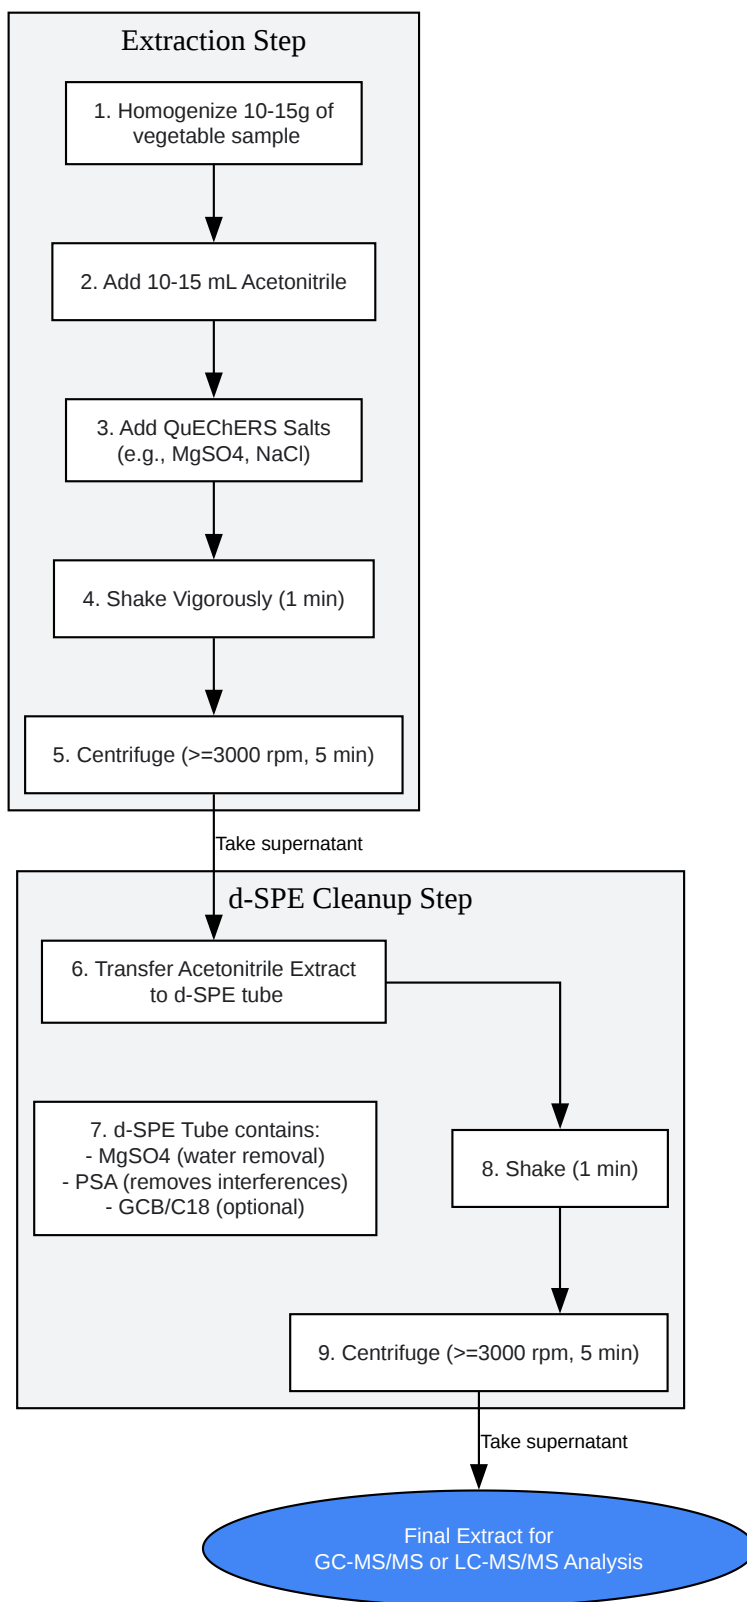 Extraction Step
1. Homogenize 10-15g of
vegetable sample
2. Add 10-15 mL Acetonitrile
3. Add QuEChERS Salts
(e.g., MgSO4, NaCl)
4. Shake Vigorously (1 min)
5. Centrifuge (>=3000 rpm, 5 min)
Take supernatant
d-SPE Cleanup Step
6. Transfer Acetonitrile Extract
to d-SPE tube
7. d-SPE Tube contains:
- MgSO4 (water removal)
- PSA (removes interferences)
- GCB/C18 (optional)
8. Shake (1 min)
9. Centrifuge (>=3000 rpm, 5 min)
Take supernatant
Final Extract for
GC-MS/MS or LC-MS/MS Analysis